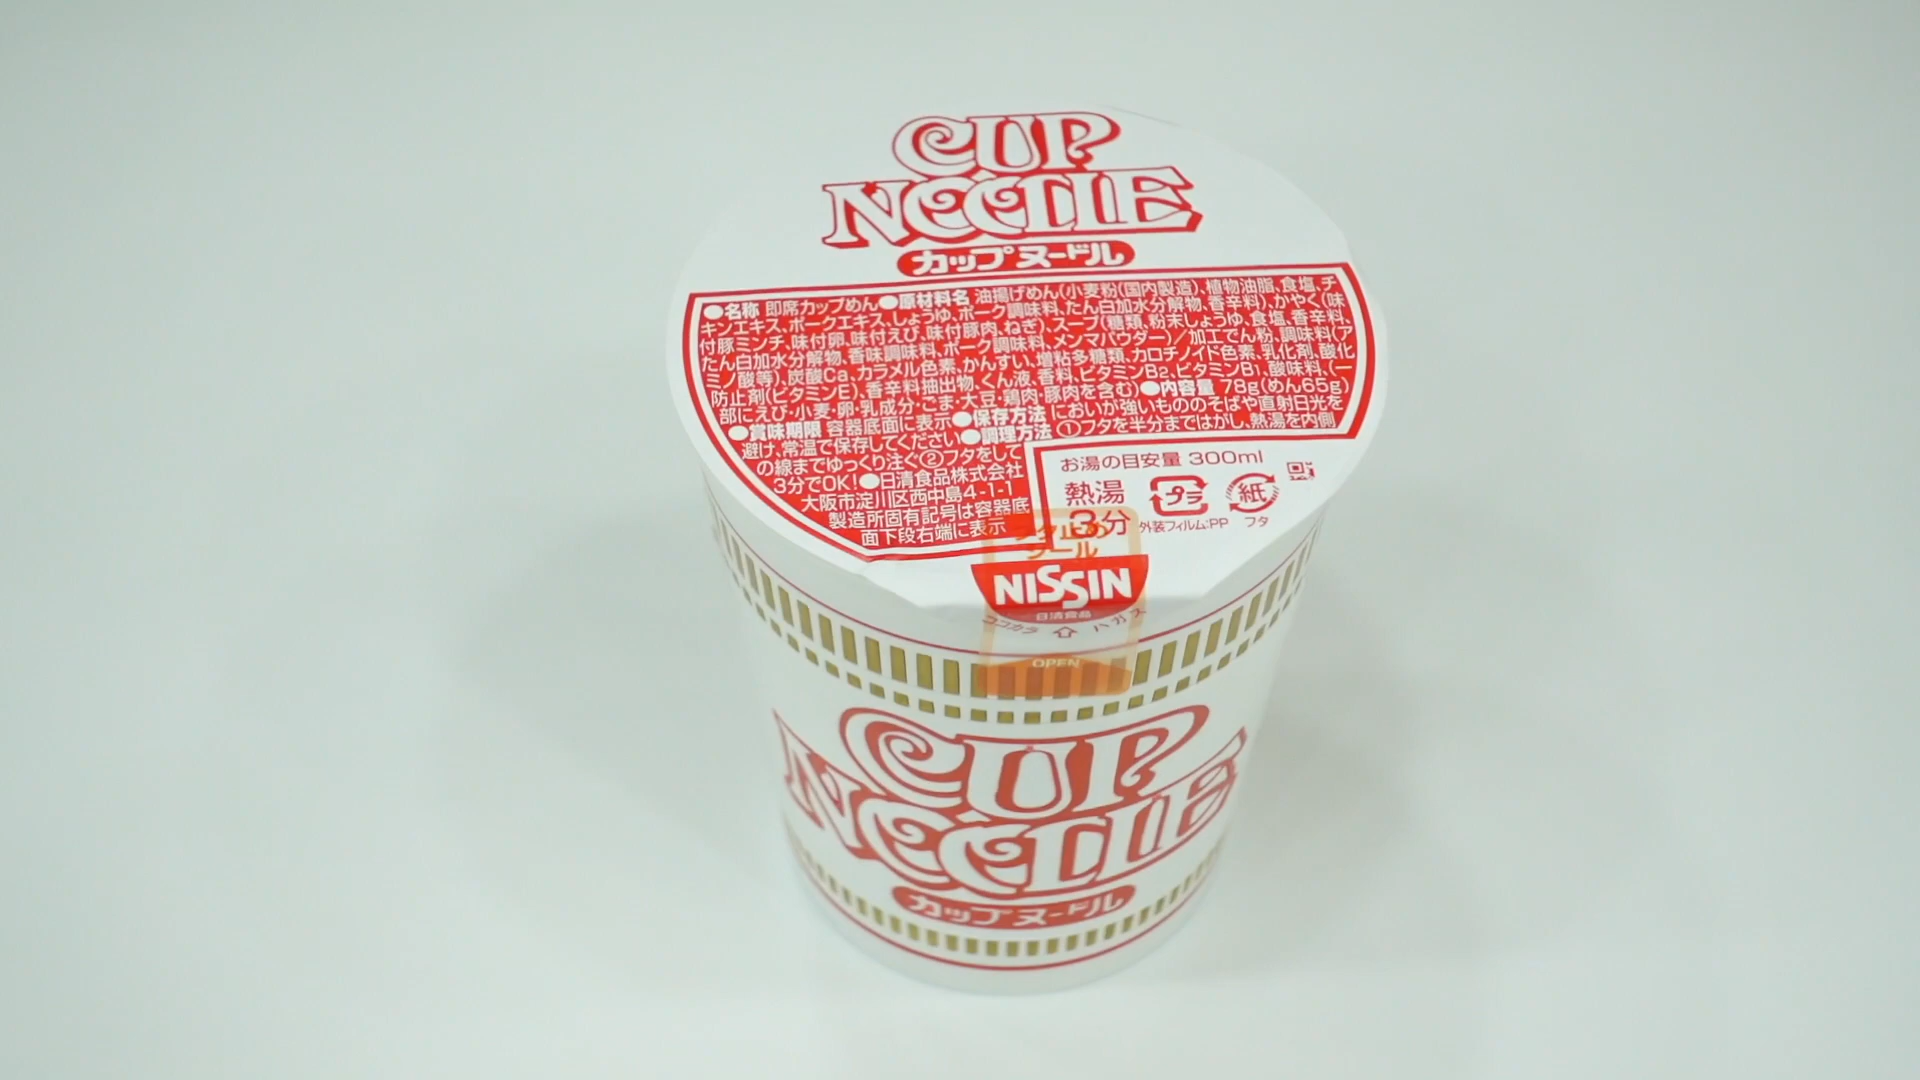 CUP
NOODLE
カップヌードル
●名称 即席カップめん●原材料名 油揚げめん(小麦粉(国内製造)、植物油脂、食塩、チ
キンエキス、ポークエキス、しょうゆ、ポーク調味料、たん白加水分解物、香辛料)、かやく(味
付豚ミンチ、味付卵、味付えび、味付豚肉、ねぎ)、スープ(糖類、粉末しょうゆ、食塩、香辛料、
たん白加水分解物、香味調味料、ポーク調味料、メンマパウダー)/加工でん粉、調味料(ア
ミノ酸等)、炭酸Ca、カラメル色素、かんすい、増粘多糖類、カロチノイド色素、乳化剤、酸化
防止剤(ビタミンE)、香辛料抽出物、くん液、香料、ビタミンB2、ビタミンB1、酸味料、(一
部にえび・小麦・卵・乳成分・ごま・大豆・鶏肉・豚肉を含む)●内容量 78g(めん65g)
●賞味期限 容器底面に表示●保存方法 においが強いもののそばや直射日光を
避け、常温で保存してください●調理方法 ①フタを半分まではがし、熱湯を内側
の線までゆっくり注ぐ②フタをして
3分でOK!●日清食品株式会社
大阪市淀川区西中島4-1-1
製造所固有記号は容器底
面下段右端に表示
お湯の目安量 300ml
熱湯
3分
プラ
紙
外装フィルム:PP フタ
フタ止め
シール
NISSIN
日清食品
ココカラ ハガス
OPEN
CUP
NOODLE
カップヌードル